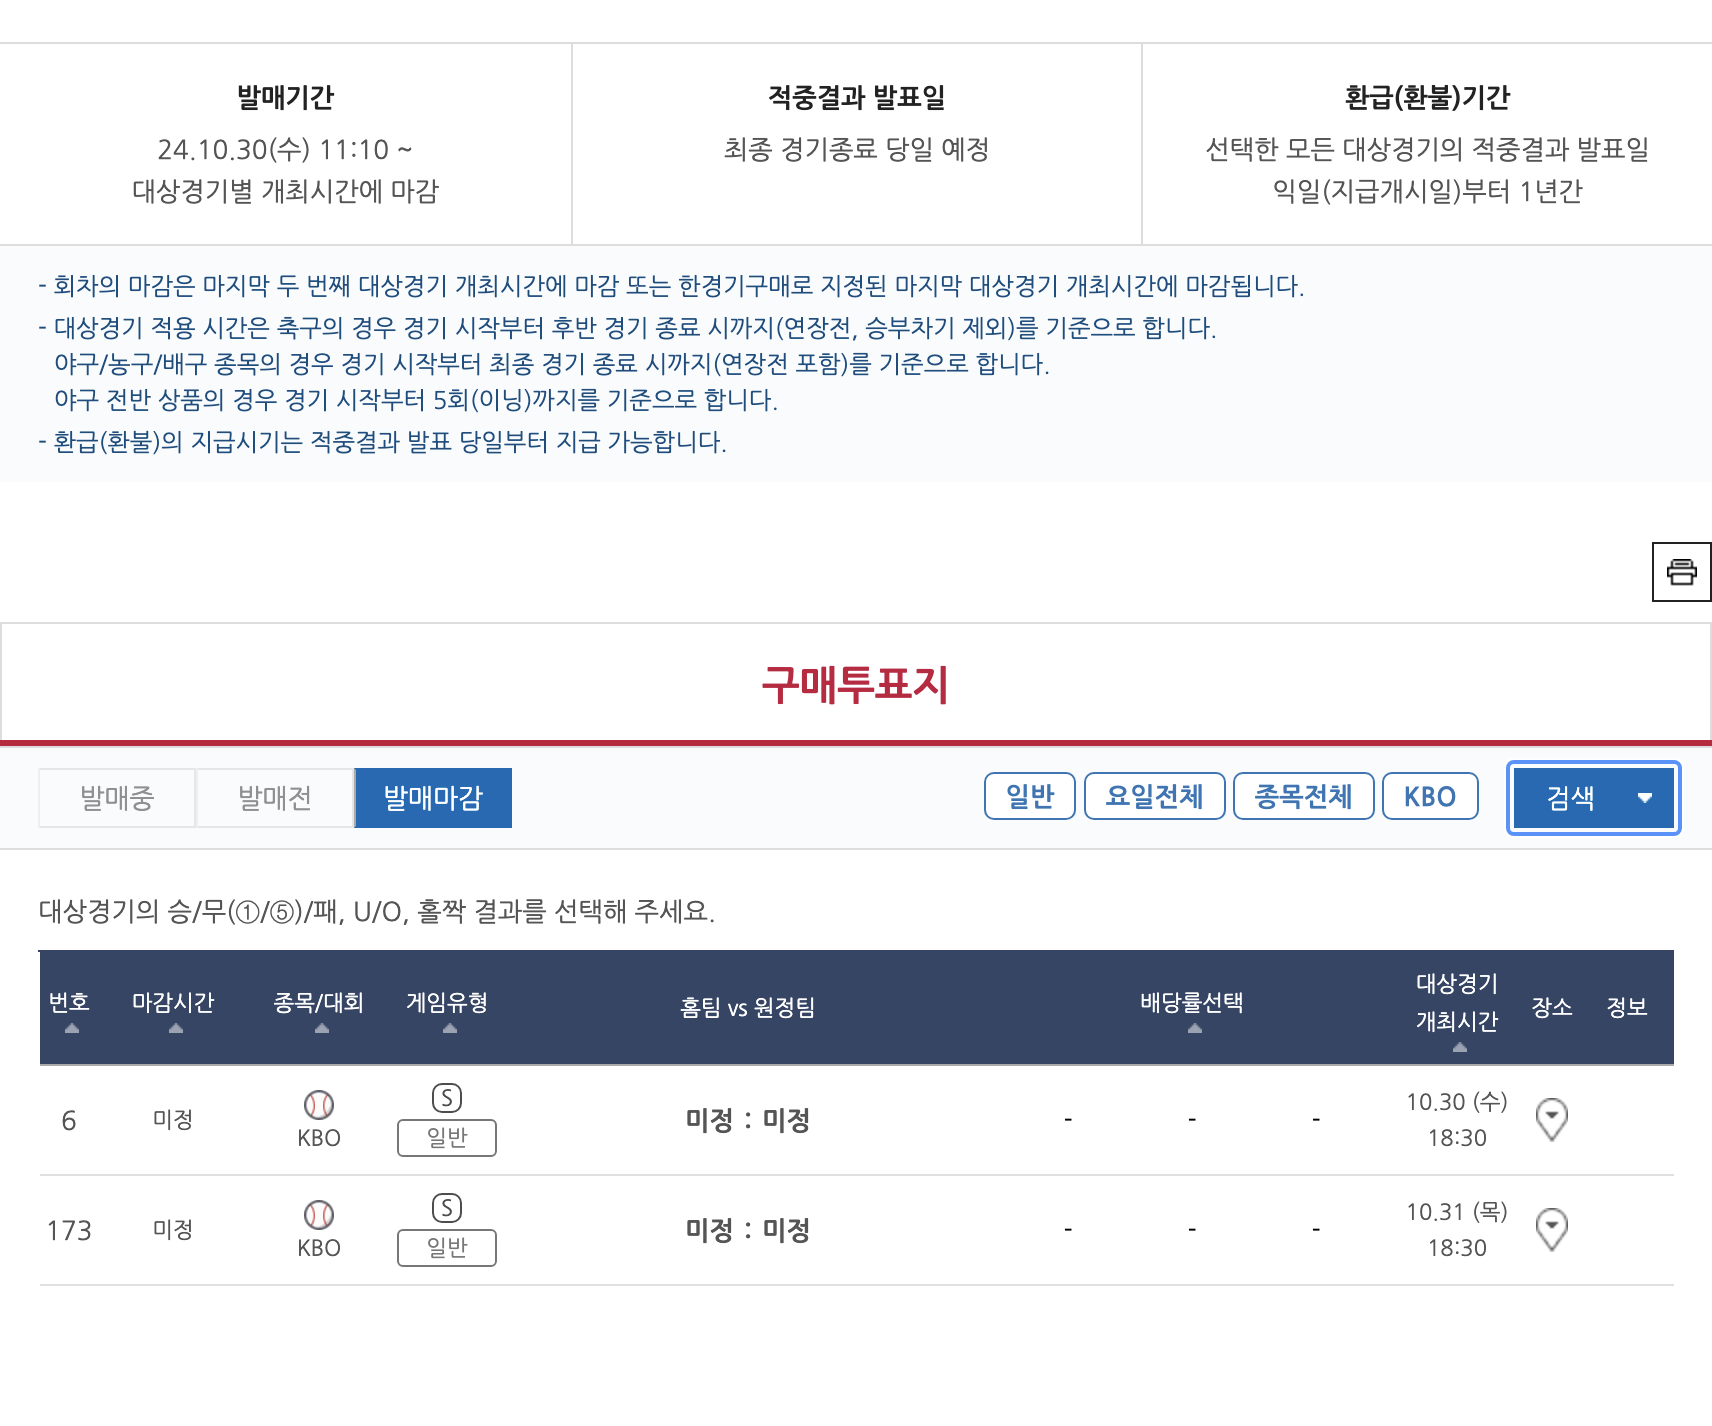 발매기간
24.10.30(수) 11:10 ~
대상경기별 개최시간에 마감
적중결과 발표일
최종 경기종료 당일 예정
환급(환불)기간
선택한 모든 대상경기의 적중결과 발표일
익일(지급개시일)부터 1년간
- 회차의 마감은 마지막 두 번째 대상경기 개최시간에 마감 또는 한경기구매로 지정된 마지막 대상경기 개최시간에 마감됩니다.
- 대상경기 적용 시간은 축구의 경우 경기 시작부터 후반 경기 종료 시까지(연장전, 승부차기 제외)를 기준으로 합니다.
야구/농구/배구 종목의 경우 경기 시작부터 최종 경기 종료 시까지(연장전 포함)를 기준으로 합니다.
야구 전반 상품의 경우 경기 시작부터 5회(이닝)까지를 기준으로 합니다.
- 환급(환불)의 지급시기는 적중결과 발표 당일부터 지급 가능합니다.
구매투표지
발매중 발매전 발매마감 일반 요일전체 종목전체 KBO 검색
대상경기의 승/무(①/⑤)/패, U/O, 홀짝 결과를 선택해 주세요.
번호 마감시간 종목/대회 게임유형 홈팀 vs 원정팀 배당률선택 대상경기 개최시간 장소 정보
6 미정 KBO S 일반 미정 : 미정 - - - 10.30 (수) 18:30
173 미정 KBO S 일반 미정 : 미정 - - - 10.31 (목) 18:30